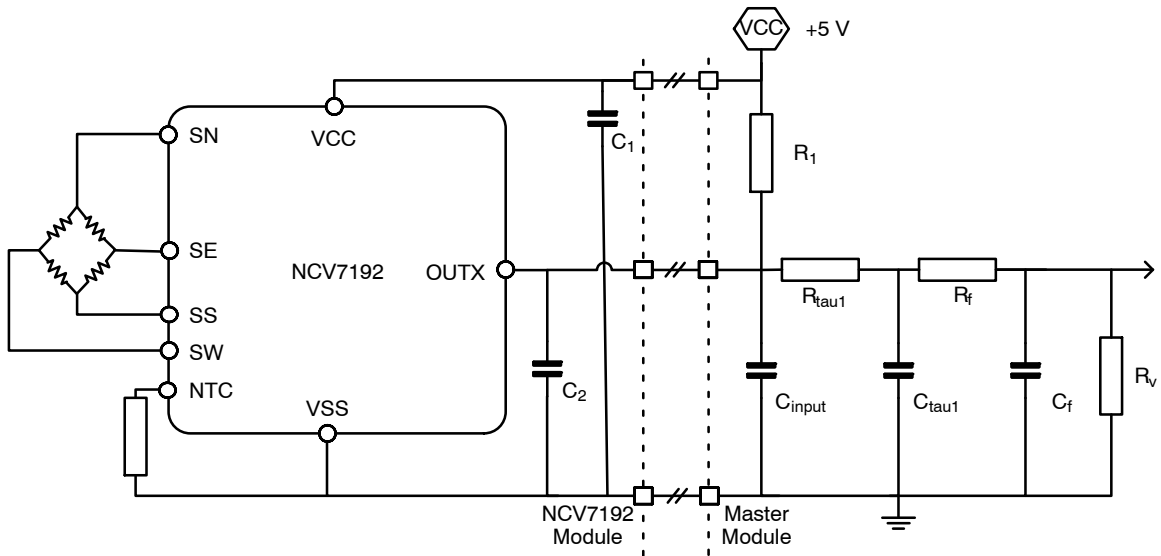 VCC +5 V
SN
VCC
C1
R1
SE
NCV7192
OUTX
Rtau1
Rf
SS
SW
NTC
VSS
C2
Cinput
Ctau1
Cf
Rv
NCV7192
Module
Master
Module